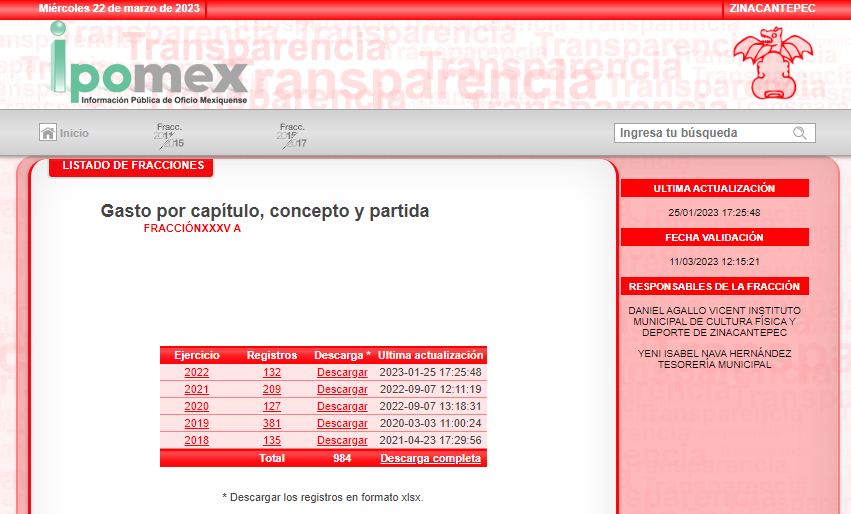 Miércoles 22 de marzo de 2023
ZINACANTEPEC
Transparencia
Transparencia
Transparencia
ipomex
Información Pública de Oficio Mexiquense
Inicio
Fracc.
Fracc.
Ingresa tu búsqueda
LISTADO DE FRACCIONES
Gasto por capítulo, concepto y partida
FRACCIÓNXXXV A
Ejercicio Registros Descarga * Ultima actualización
2022 132 Descargar 2023-01-25 17:25:48
2021 209 Descargar 2022-09-07 12:11:19
2020 127 Descargar 2022-09-07 13:18:31
2019 381 Descargar 2020-03-03 11:00:24
2018 135 Descargar 2021-04-23 17:29:56
Total 984 Descarga completa
* Descargar los registros en formato xlsx.
ULTIMA ACTUALIZACIÓN
25/01/2023 17:25:48
FECHA VALIDACIÓN
11/03/2023 12:15:21
RESPONSABLES DE LA FRACCIÓN
DANIEL AGALLO VICENT INSTITUTO
MUNICIPAL DE CULTURA FÍSICA Y
DEPORTE DE ZINACANTEPEC
YENI ISABEL NAVA HERNÁNDEZ
TESORERÍA MUNICIPAL